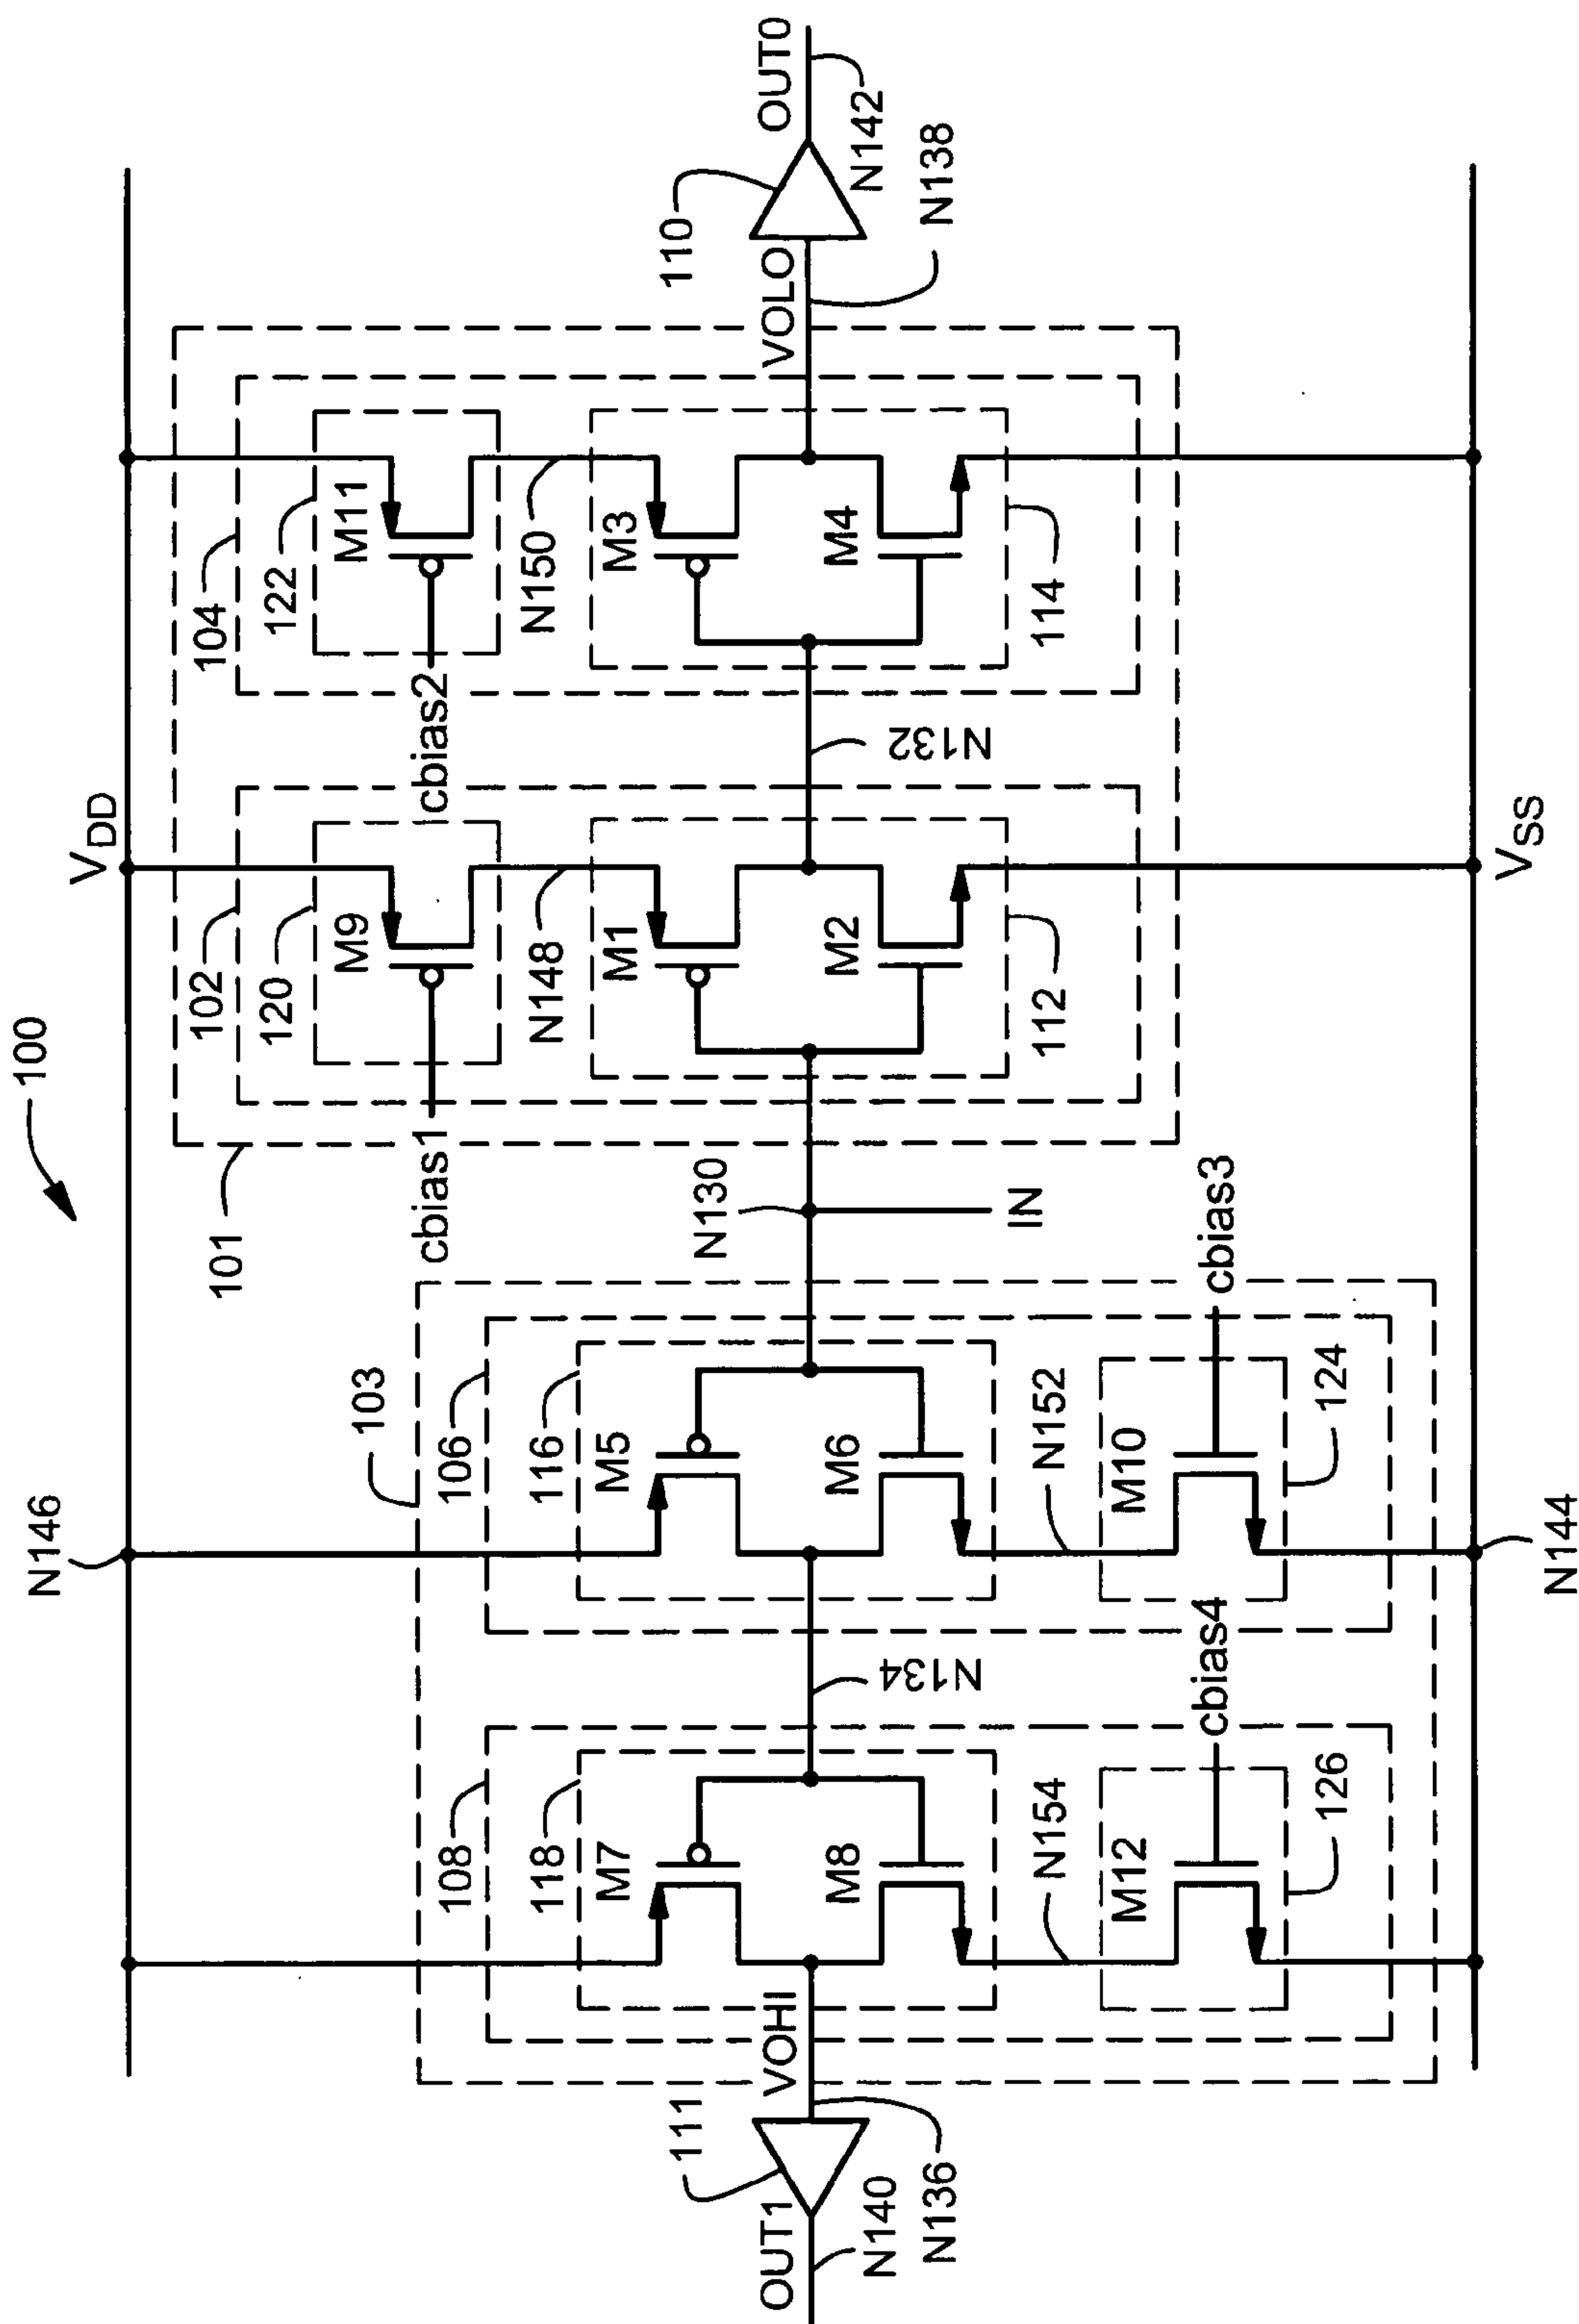 100
VDD
N146
101
102
120
M9
cbias1
N148
M1
M2
112
N132
104
122
M11
cbias2
N150
M3
M4
114
VOLO
110
OUT0
N142
N138
N130
IN
103
106
116
M5
M6
N152
M10
cbias3
124
N134
108
118
M7
M8
N154
M12
cbias4
126
VOHI
111
OUT1
N140
N136
VSS
N144